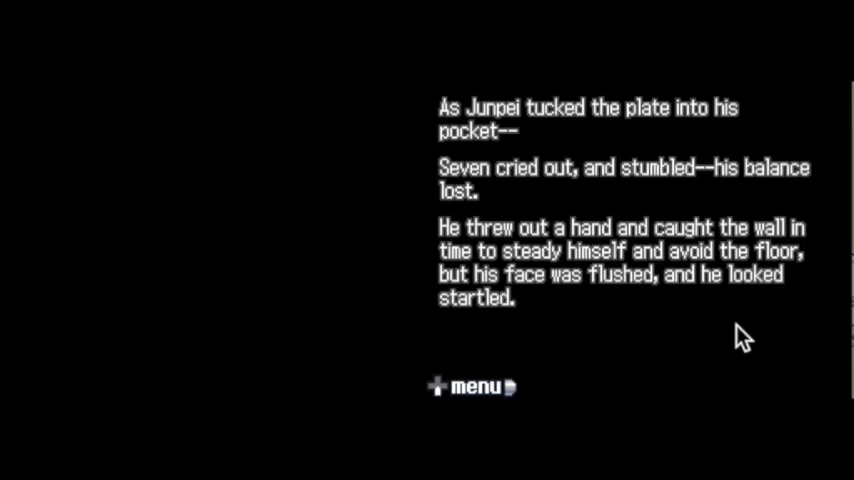 As Junpei tucked the plate into his
pocket--
Seven cried out, and stumbled--his balance
lost.
He threw out a hand and caught the wall in
time to steady himself and avoid the floor,
but his face was flushed, and he looked
startled.
menu